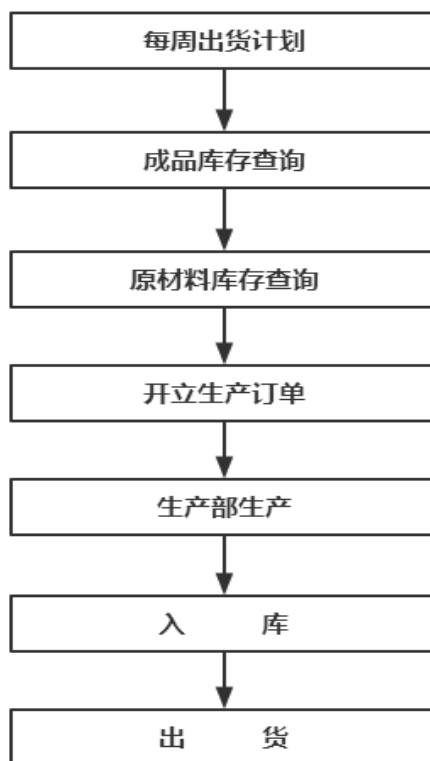 每周出货计划
成品库存查询
原材料库存查询
开立生产订单
生产部生产
入 库
出 货